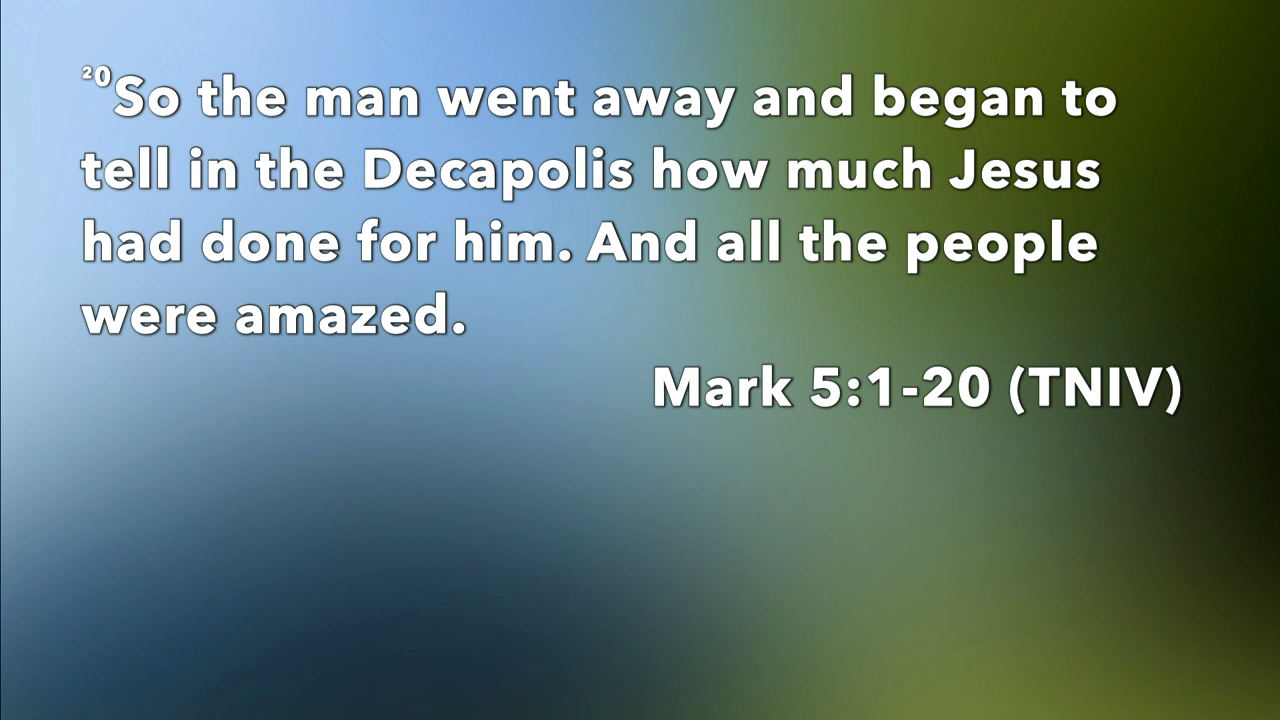 ²⁰So the man went away and began to
tell in the Decapolis how much Jesus
had done for him. And all the people
were amazed.
Mark 5:1-20 (TNIV)